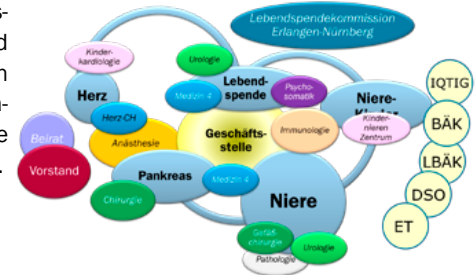 s-
d
n
a-
e
.
Lebendspendekommission
Erlangen-Nürnberg
Kinder-
kardiologie
Urologie
Herz
Lebend-
spende
Medizin 4
Psycho-
somatik
Niere-
IQTIG
Herz-CH
Geschäfts-
stelle
Immunologie
Kinder-
nieren
Zentrum
BÄK
Beirat
Anästhesie
LBÄK
Vorstand
Pankreas
Medizin 4
DSO
Chirurgie
Niere
ET
Gefäß
chirurgie
Urologie
Pathologie